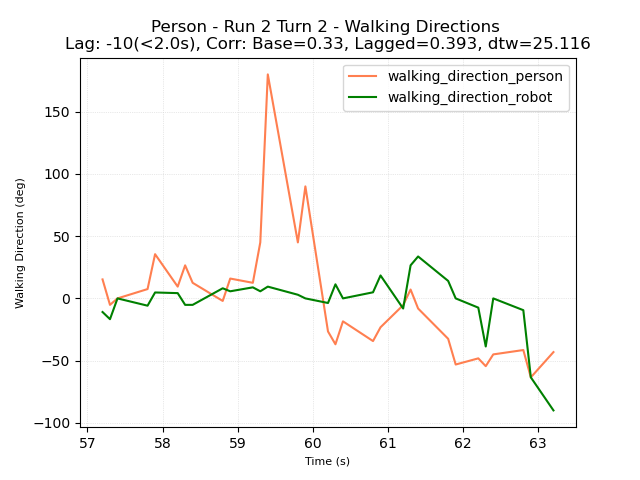 Person - Run 2 Turn 2 - Walking Directions
Lag: -10(<2.0s), Corr: Base=0.33, Lagged=0.393, dtw=25.116
walking_direction_person
walking_direction_robot
Walking Direction (deg)
150
100
50
0
−50
−100
57 58 59 60 61 62 63
Time (s)